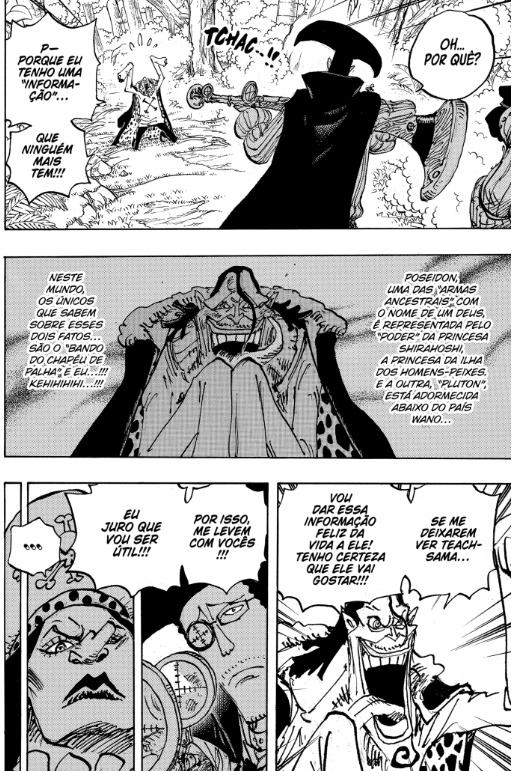 OH...
POR QUÊ?
TCHAC...!!
P—
PORQUE EU
TENHO UMA
"INFORMA-
ÇÃO"...
QUE
NINGUÉM
MAIS
TEM!!!
POSEIDON,
UMA DAS "ARMAS
ANCESTRAIS" COM
O NOME DE UM DEUS,
É REPRESENTADA PELO
"PODER" DA PRINCESA
SHIRAHOSHI,
A PRINCESA DA ILHA
DOS HOMENS-PEIXES.
E A OUTRA, "PLUTON",
ESTÁ ADORMECIDA
ABAIXO DO PAÍS
WANO...
NESTE
MUNDO,
OS ÚNICOS
QUE SABEM
SOBRE ESSES
DOIS FATOS...
SÃO O "BANDO
DO CHAPÉU DE
PALHA" E EU...!!!
KEHIHIHIHI...!!!
SE ME
DEIXAREM
VER TEACH-
SAMA...
VOU
DAR ESSA
INFORMAÇÃO
FELIZ DA
VIDA A ELE! EU
TENHO CERTEZA
QUE ELE VAI
GOSTAR!!!
POR ISSO,
ME LEVEM
COM VOCÊS
!!!
EU
JURO QUE
VOU SER
ÚTIL!!!
...